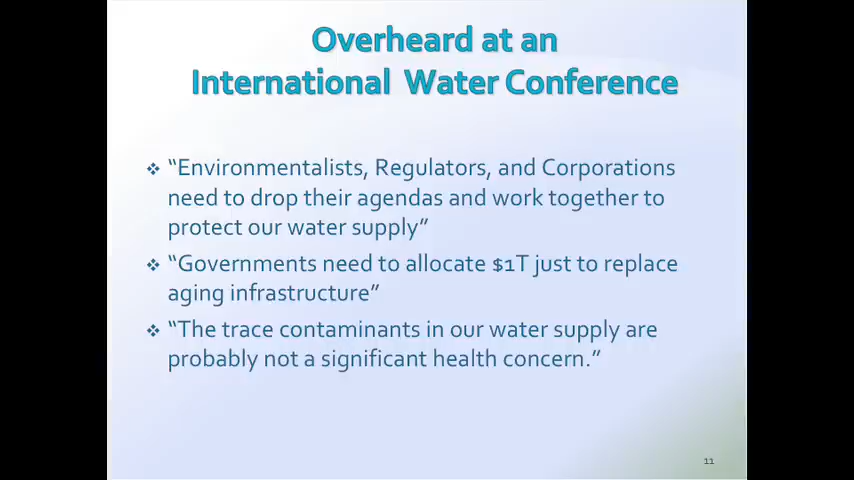 Overheard at an
International Water Conference
❖ “Environmentalists, Regulators, and Corporations
need to drop their agendas and work together to
protect our water supply”
❖ “Governments need to allocate $1T just to replace
aging infrastructure”
❖ “The trace contaminants in our water supply are
probably not a significant health concern.”
11